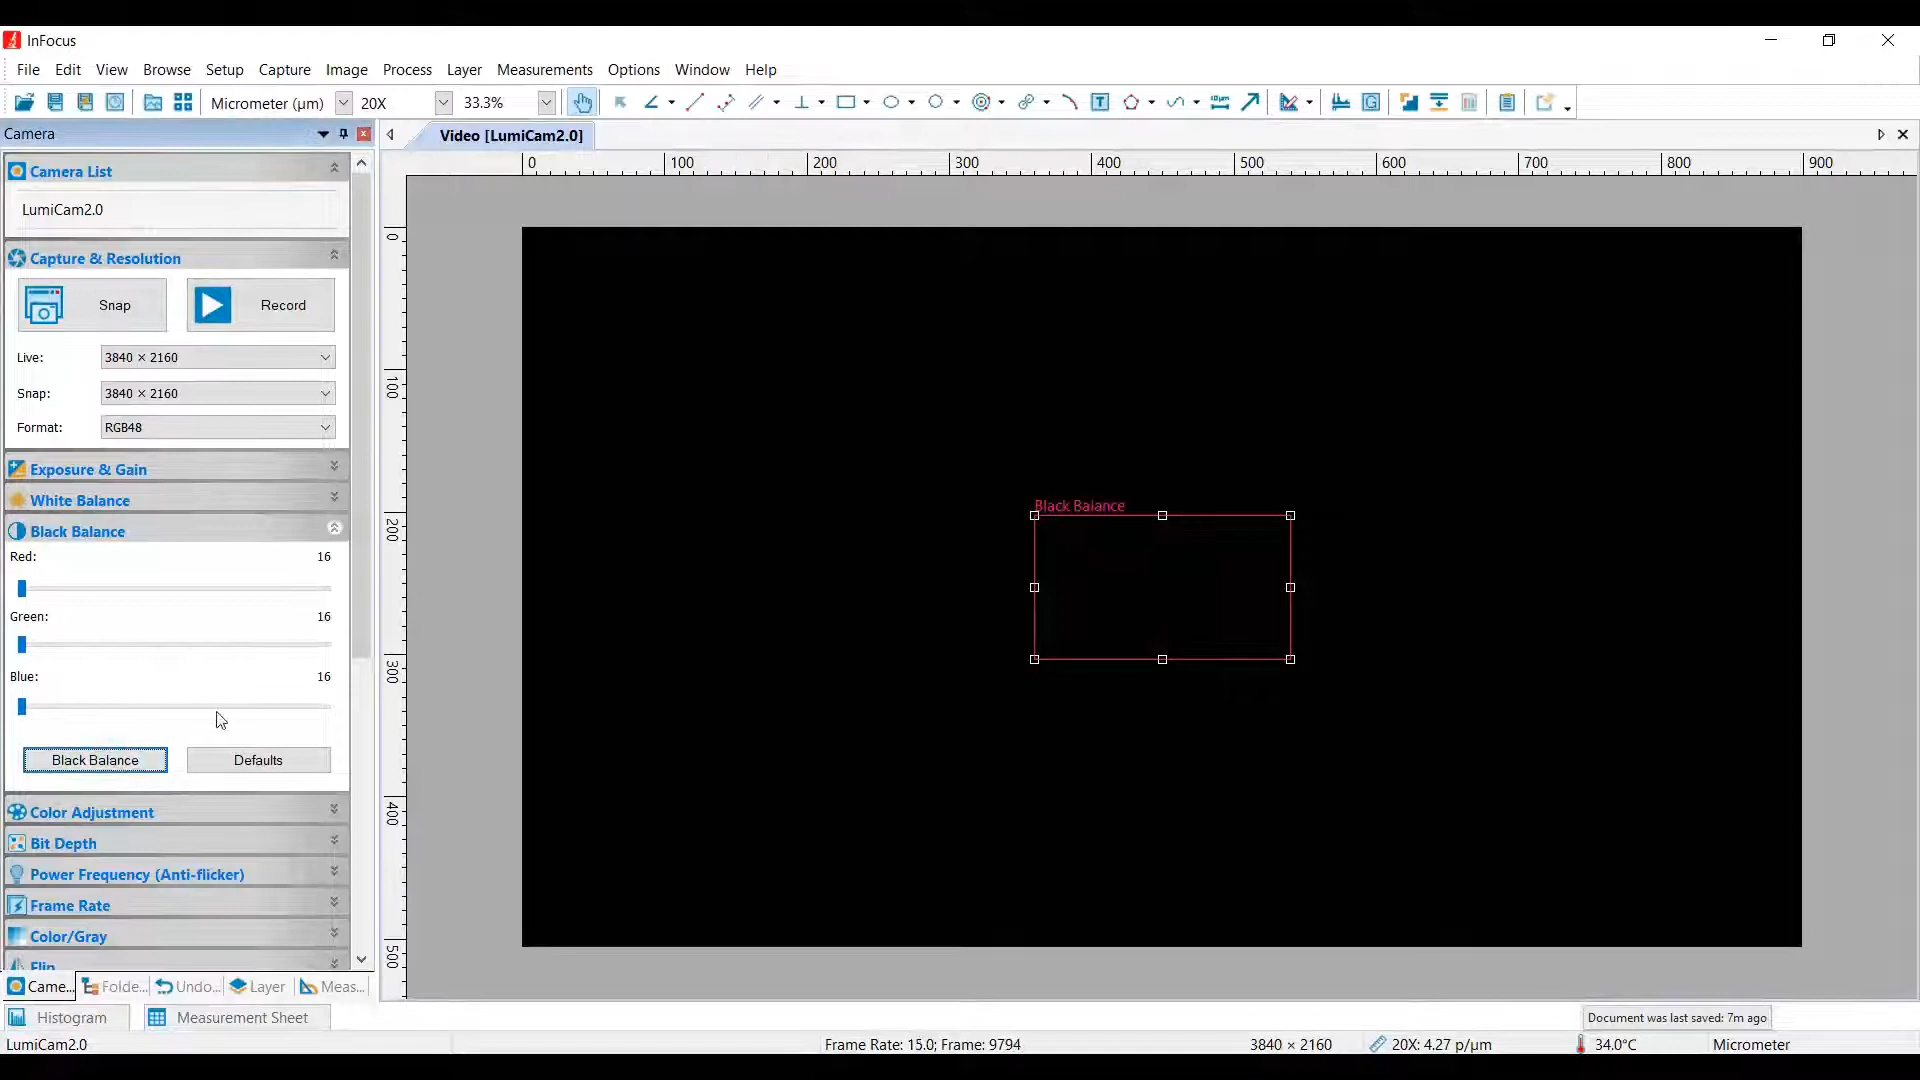 InFocus
File Edit View Browse Setup Capture Image Process Layer Measurements Options Window Help
Micrometer (µm) 20X 33.3%
Camera
Video [LumiCam2.0]
Camera List
LumiCam2.0
Capture & Resolution
Snap Record
Live: 3840 × 2160
Snap: 3840 × 2160
Format: RGB48
Exposure & Gain
White Balance
Black Balance
Red: 16
Green: 16
Blue: 16
Black Balance Defaults
Color Adjustment
Bit Depth
Power Frequency (Anti-flicker)
Frame Rate
Color/Gray
Flip
Came... Folde... Undo... Layer Meas...
0 100 200 300 400 500 600 700 800 900
0
100
200
300
400
500
Black Balance
Histogram Measurement Sheet
Document was last saved: 7m ago
LumiCam2.0 Frame Rate: 15.0; Frame: 9794 3840 × 2160 20X: 4.27 p/µm 34.0°C Micrometer